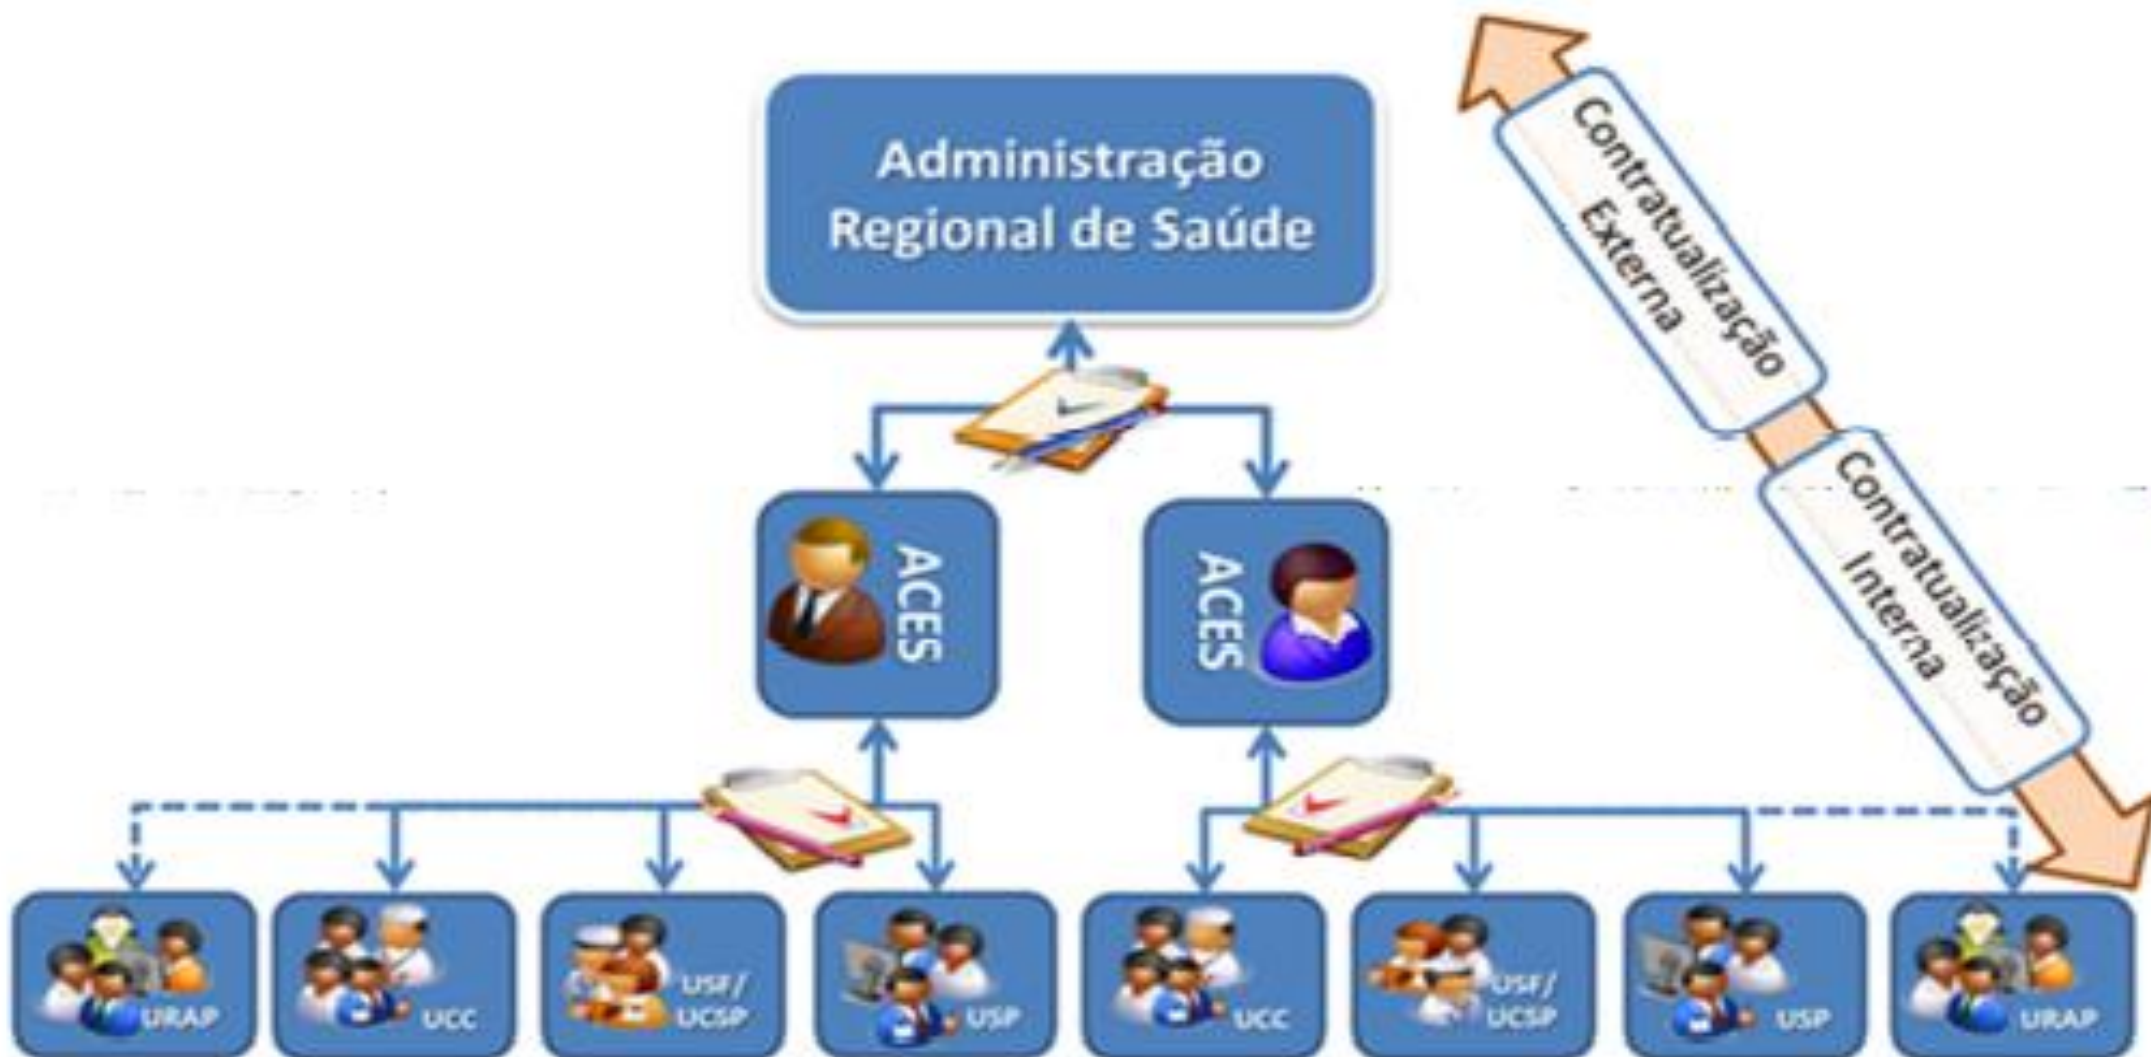 Administração
Regional de Saúde
Contratualização
Externa
Contratualização
Interna
ACES
ACES
URAP
UCC
USF/
UCSP
USP
UCC
USF/
UCSP
USP
URAP